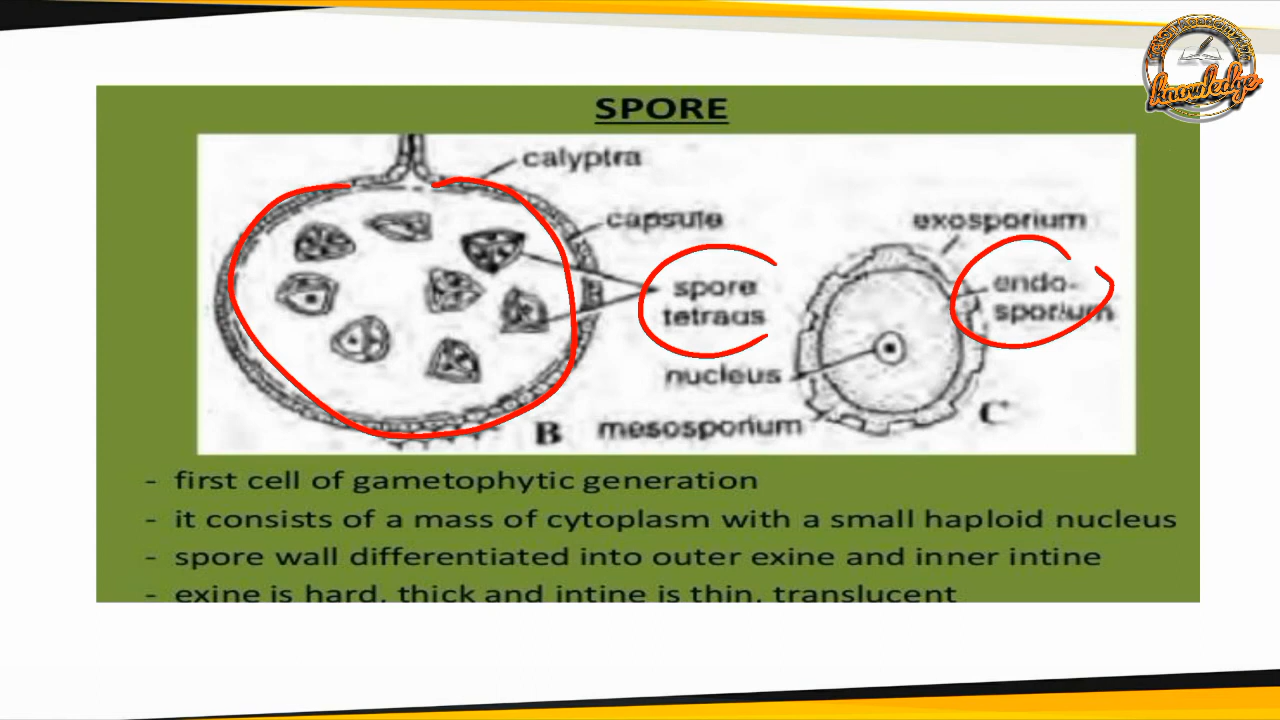 knowledge
SPORE
calyptra
capsule
exosporium
spore
tetrads
endo-
sporium
nucleus
mesosporium
B
C
- first cell of gametophytic generation
- it consists of a mass of cytoplasm with a small haploid nucleus
- spore wall differentiated into outer exine and inner intine
- exine is hard, thick and intine is thin, translucent